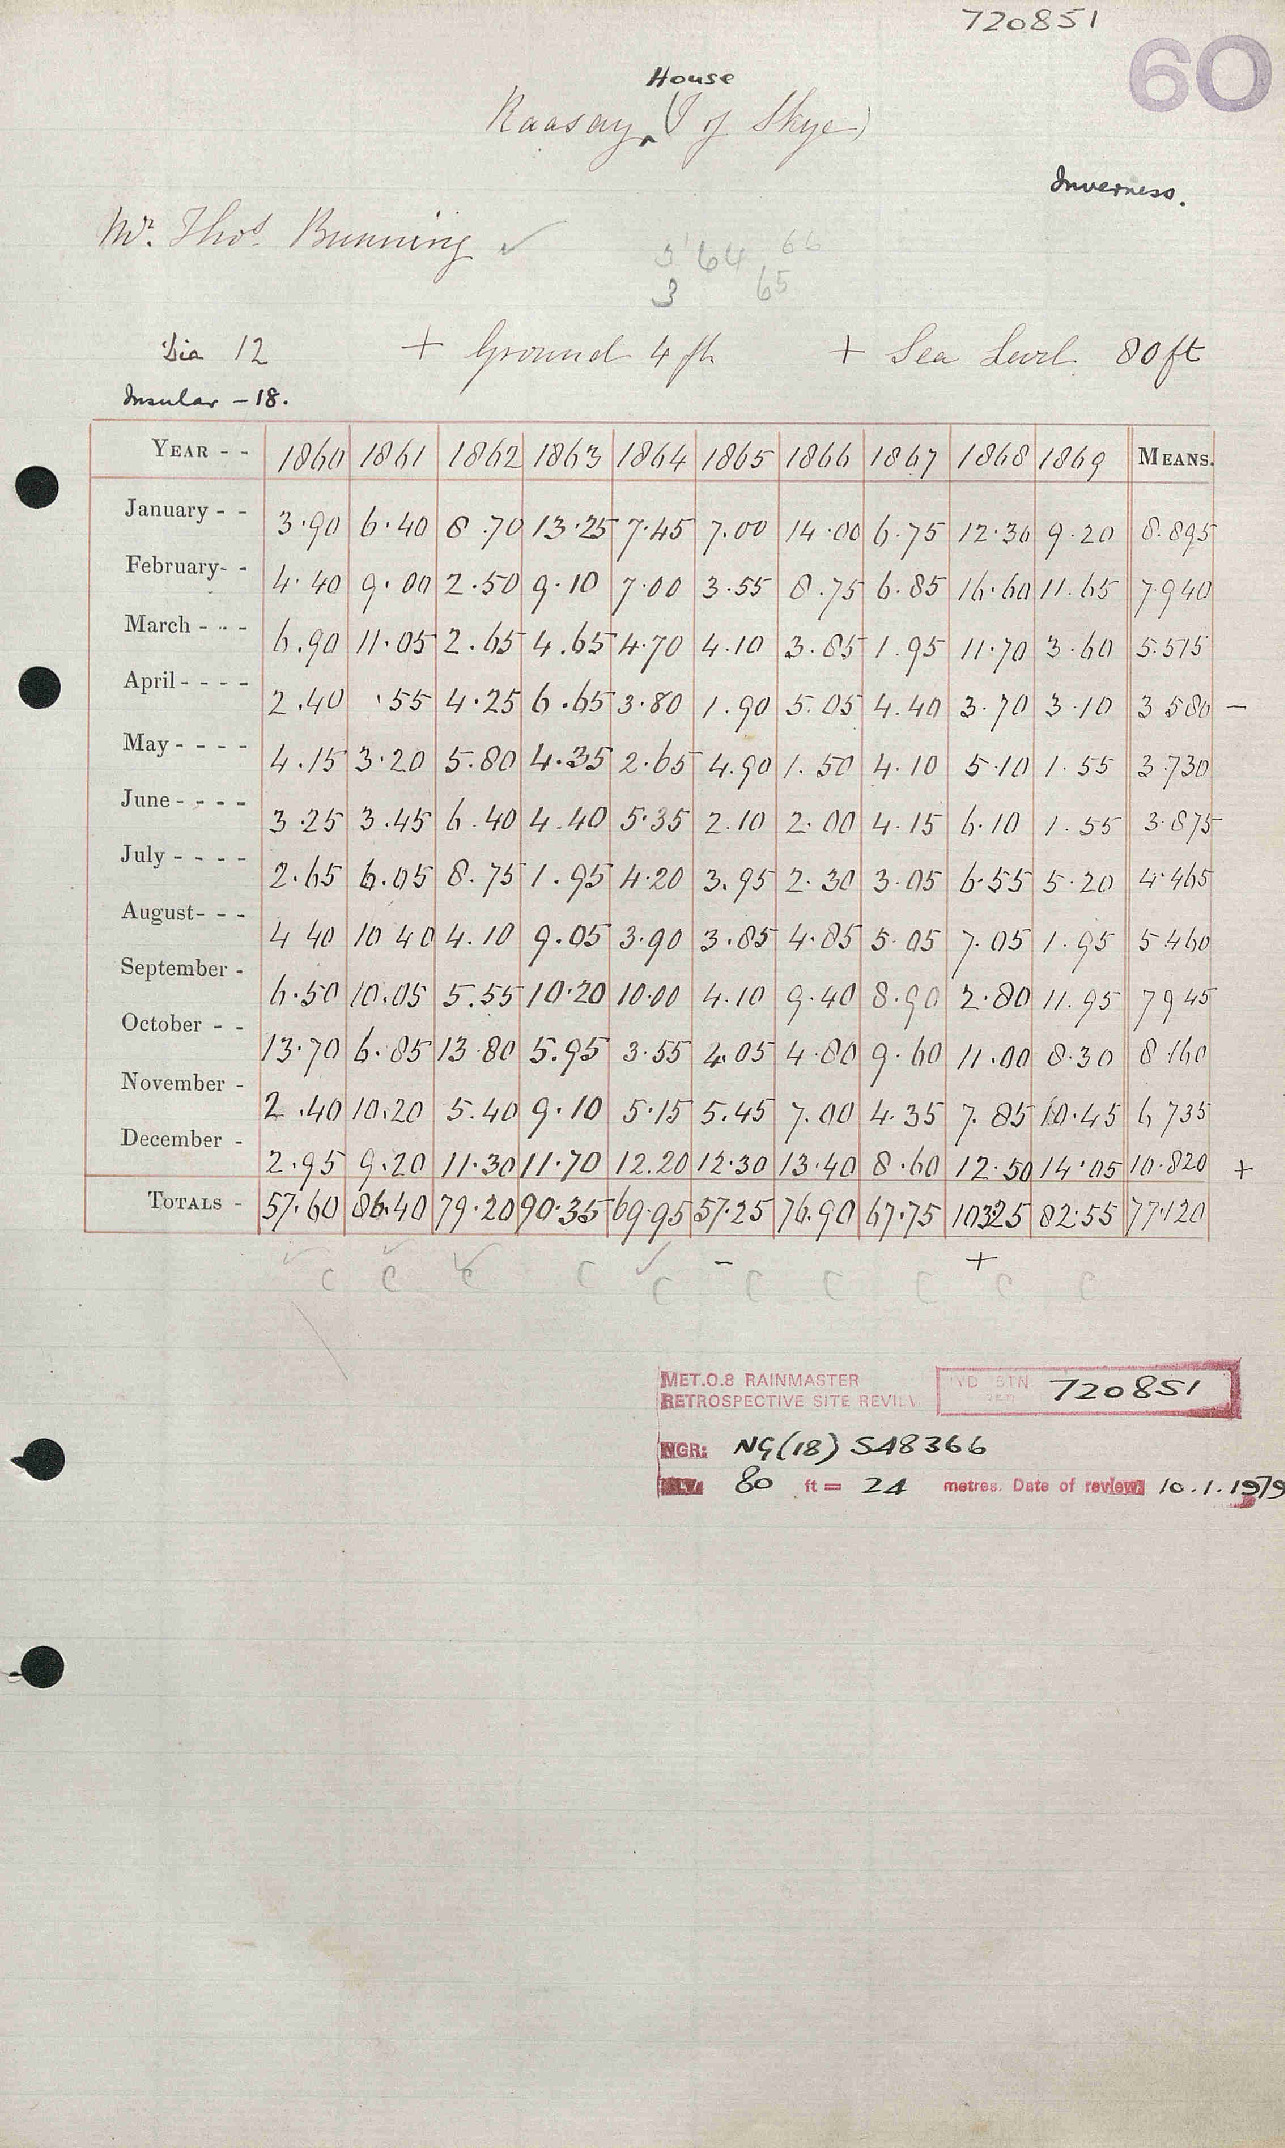 720851
60
House
Raasay (I of Skye)
Inverness.
Mr. Thos. Bunning ✓
3' 64 66
3 65
Dia 12 + Ground 4 ft + Sea Level 80 ft
Insular - 18.
YEAR - - 1860 1861 1862 1863 1864 1865 1866 1867 1868 1869 MEANS.
January - - 3.90 6.40 8.70 13.25 7.45 7.00 14.00 6.75 12.30 9.20 8.895
February- - 4.40 9.00 2.50 9.10 7.00 3.55 8.75 6.85 16.60 11.65 7.940
March - - - 6.90 11.05 2.65 4.65 4.70 4.10 3.85 1.95 11.70 3.60 5.515
April - - - - 2.40 .55 4.25 6.65 3.80 1.90 5.05 4.40 3.70 3.10 3 580 -
May - - - - 4.15 3.20 5.80 4.35 2.65 4.90 1.50 4.10 5.10 1.55 3.730
June - - - - 3.25 3.45 6.40 4.40 5.35 2.10 2.00 4.15 6.10 1.55 3.875
July - - - - 2.65 6.05 8.75 1.95 4.20 3.95 2.30 3.05 6.55 5.20 4.465
August- - - 4 40 10 40 4.10 9.05 3.90 3.85 4.85 5.05 7.05 1.95 5 460
September - 6.50 10.05 5.55 10.20 10.00 4.10 9.40 8.90 2.80 11.95 7 945
October - - 13.70 6.85 13.80 5.95 3.55 4.05 4.80 9.60 11.00 8.30 8 160
November - 2.40 10.20 5.40 9.10 5.15 5.45 7.00 4.35 7.85 10.45 6 735
December - 2.95 9.20 11.30 11.70 12.20 12.30 13.40 8.60 12.50 14.05 10.820 +
TOTALS - 57.60 86.40 79.20 90.35 69.95 57.25 76.90 67.75 103.25 82.55 77.120
- +
C C C C C C C C C C
MET.O.8 RAINMASTER
RETROSPECTIVE SITE REVIEW 720851
NGR: NG(18) 548366
80 ft = 24 metres. Date of review: 10.1.1979